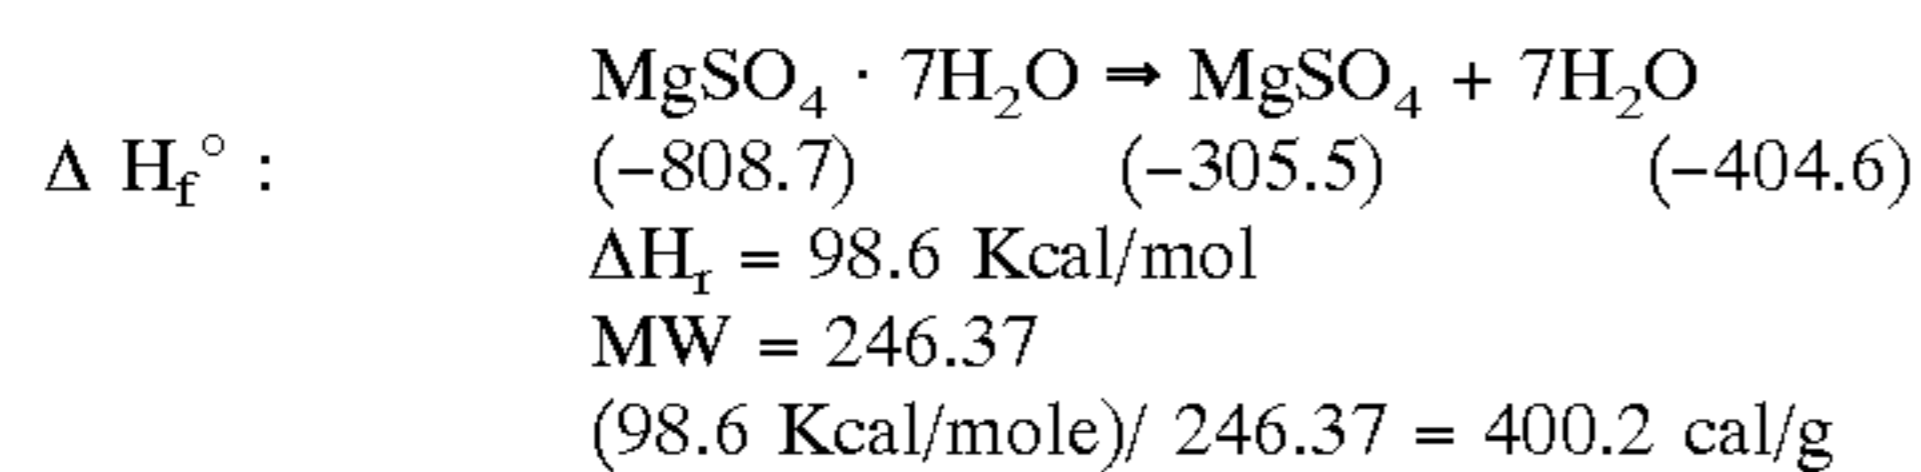 MgSO₄ · 7H₂O ⇒ MgSO₄ + 7H₂O
Δ H_f° : (−808.7) (−305.5) (−404.6)
ΔHᵣ = 98.6 Kcal/mol
MW = 246.37
(98.6 Kcal/mole)/ 246.37 = 400.2 cal/g